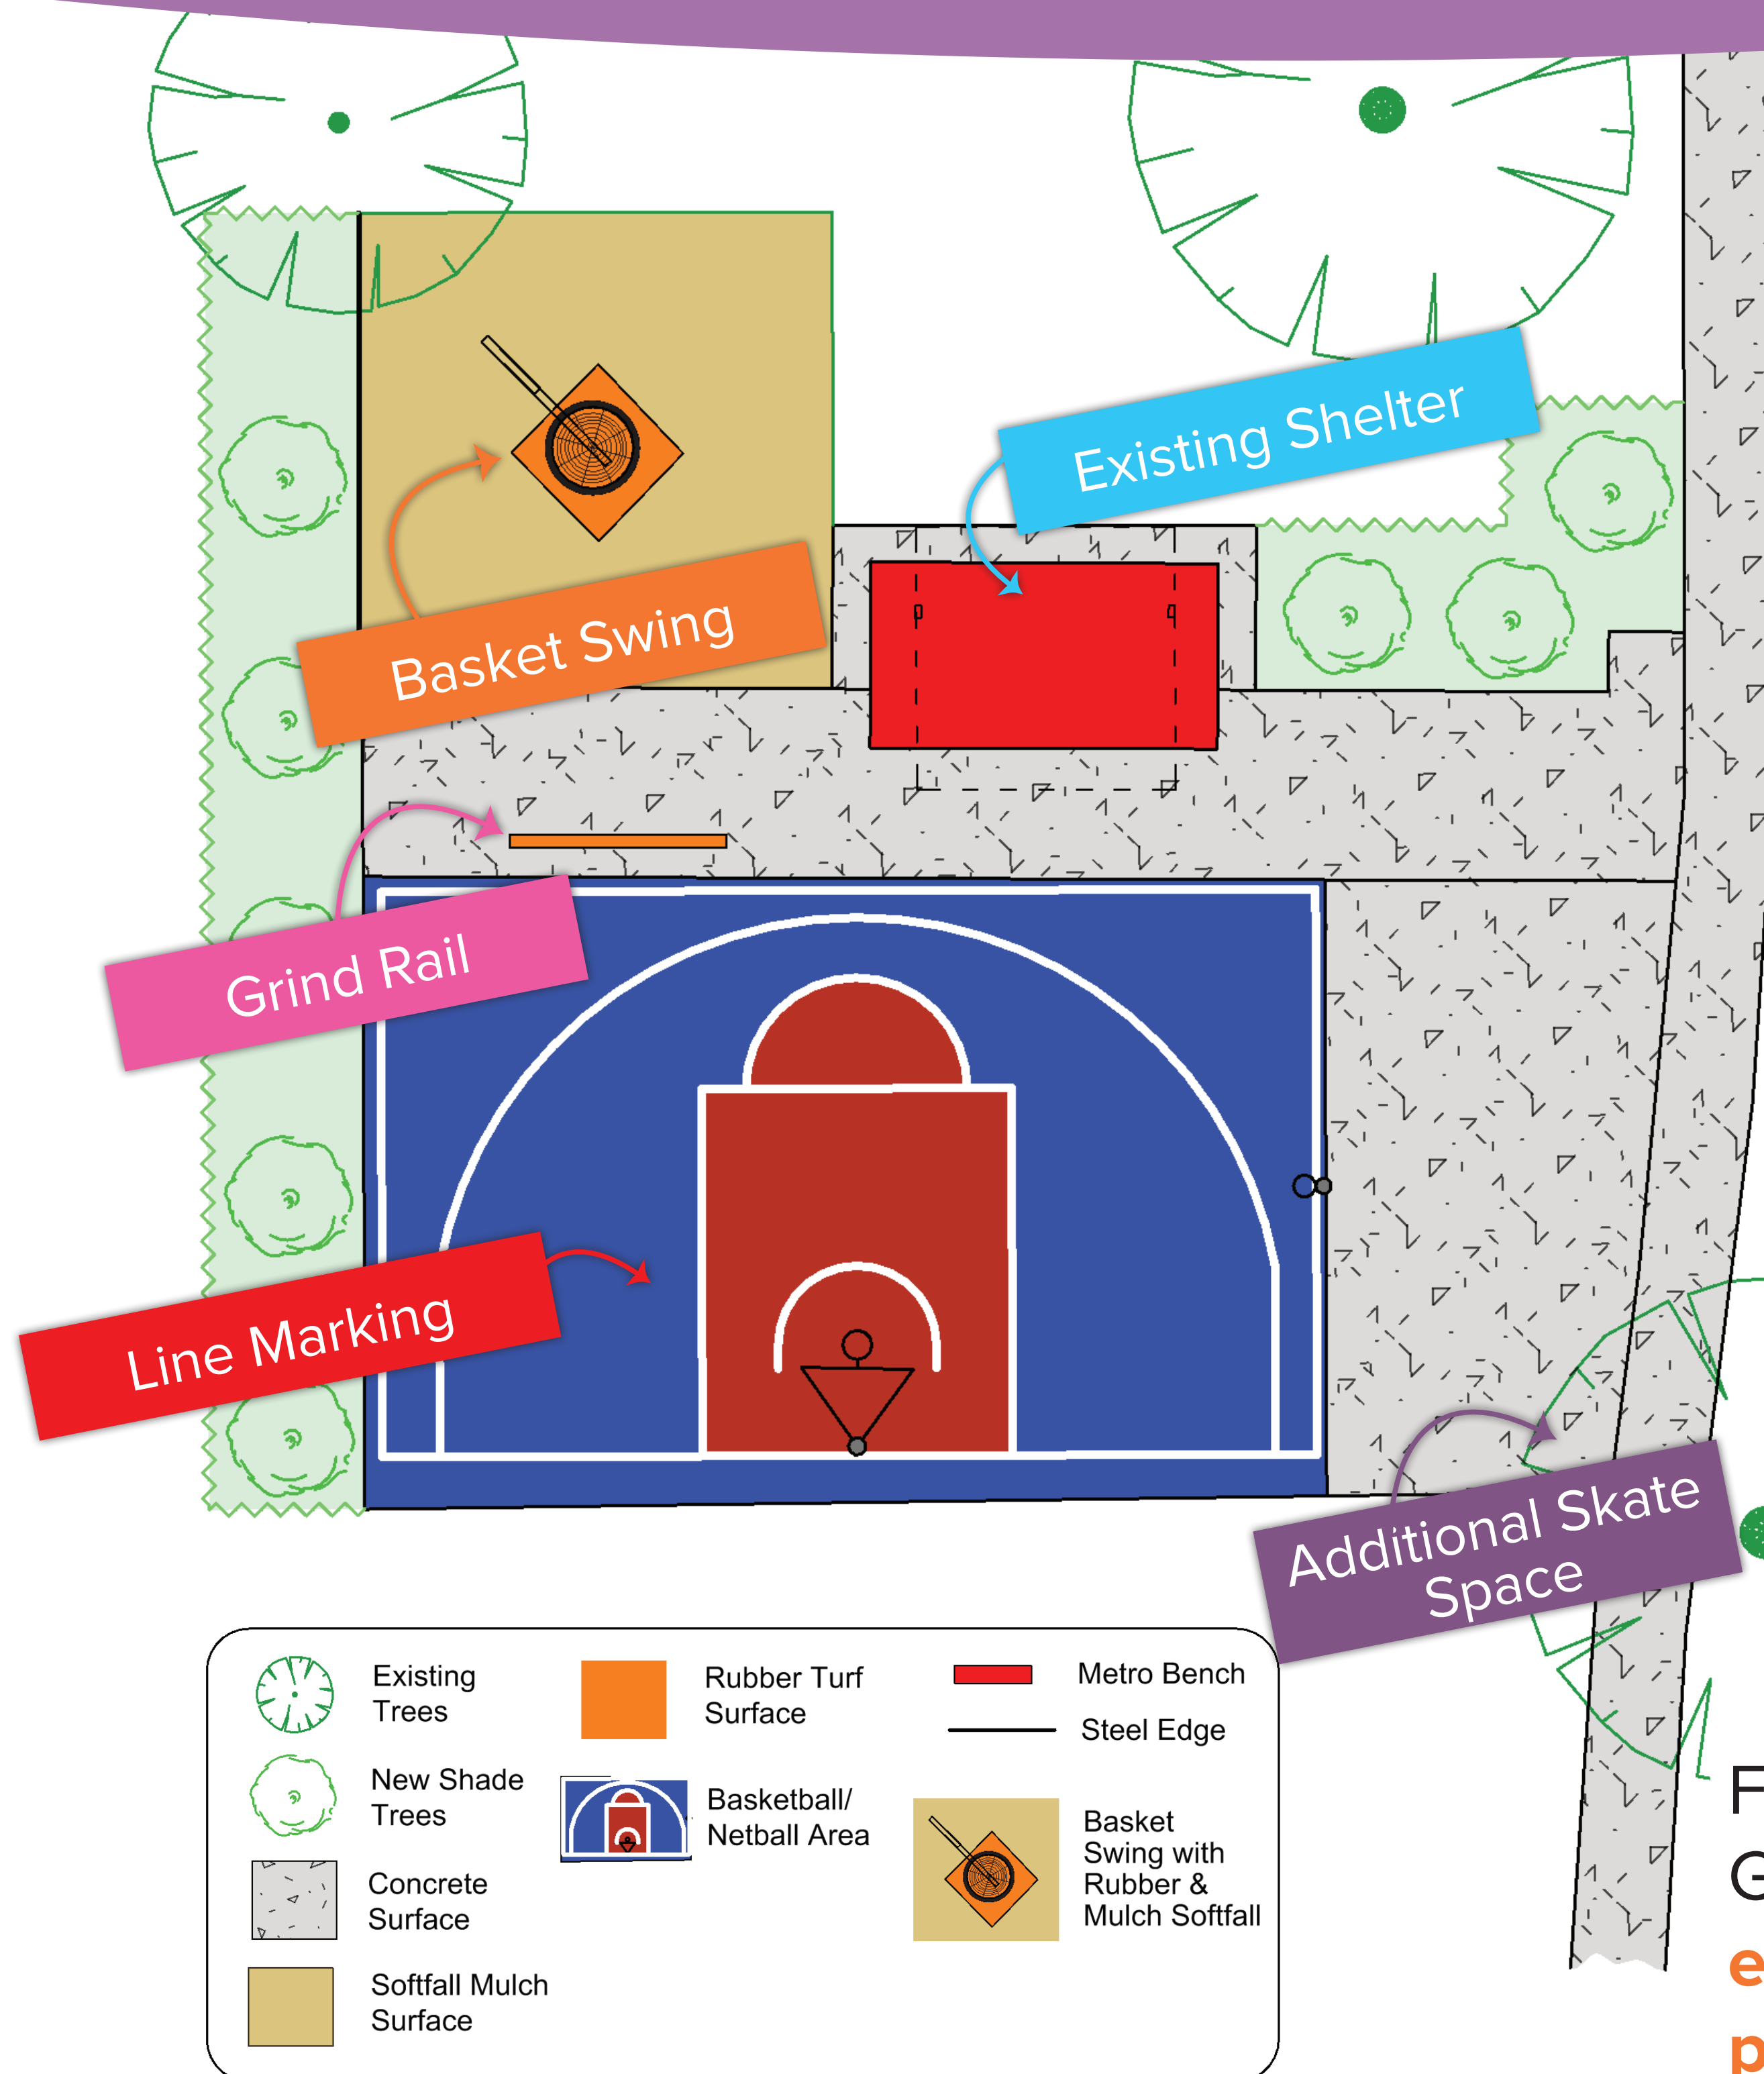 Existing Shelter
Basket Swing
Grind Rail
Line Marking
Additional Skate
Space
Existing
Trees
New Shade
Trees
Concrete
Surface
Softfall Mulch
Surface
Rubber Turf
Surface
Basketball/
Netball Area
Metro Bench
Steel Edge
Basket
Swing with
Rubber &
Mulch Softfall
F
G
e
p